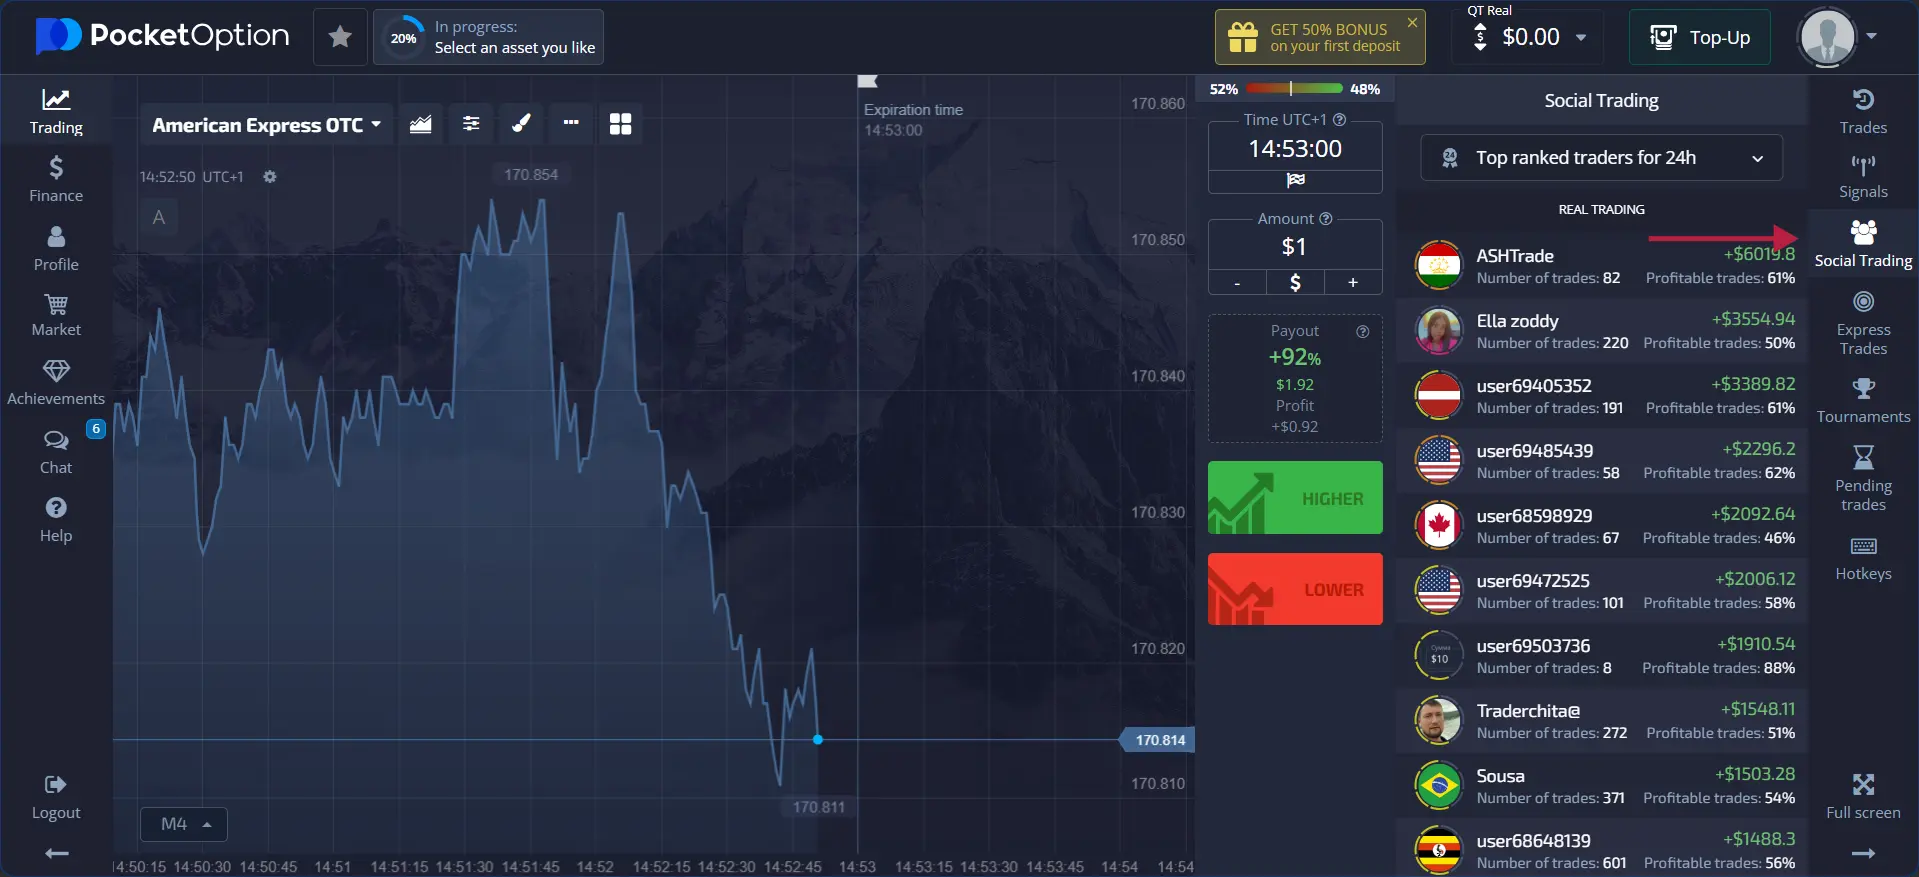 PocketOption
20%
In progress:
Select an asset you like
GET 50% BONUS
on your first deposit
QT Real
$
$0.00
Top-Up
Trading
Finance
Profile
Market
Achievements
6
Chat
Help
Logout
American Express OTC
14:52:50 UTC+1
A
170.854
Expiration time
14:53:00
170.860
170.850
170.840
170.830
170.820
170.814
170.810
170.811
M4
14:50:15 14:50:30 14:50:45 14:51 14:51:15 14:51:30 14:51:45 14:52 14:52:15 14:52:30 14:52:45 14:53 14:53:15 14:53:30 14:53:45 14:54 14:54
52% 48%
Time UTC+1
14:53:00
Amount
$1
- $ +
Payout
+92%
$1.92
Profit
+$0.92
HIGHER
LOWER
Social Trading
24
Top ranked traders for 24h
REAL TRADING
ASHTrade +$6019.8
Number of trades: 82 Profitable trades: 61%
Ella zoddy +$3554.94
Number of trades: 220 Profitable trades: 50%
user69405352 +$3389.82
Number of trades: 191 Profitable trades: 61%
user69485439 +$2296.2
Number of trades: 58 Profitable trades: 62%
user68598929 +$2092.64
Number of trades: 67 Profitable trades: 46%
user69472525 +$2006.12
Number of trades: 101 Profitable trades: 58%
Сумма
$10
user69503736 +$1910.54
Number of trades: 8 Profitable trades: 88%
Traderchita@ +$1548.11
Number of trades: 272 Profitable trades: 51%
Sousa +$1503.28
Number of trades: 371 Profitable trades: 54%
user68648139 +$1488.3
Number of trades: 601 Profitable trades: 56%
Trades
Signals
Social Trading
Express
Trades
Tournaments
Pending
trades
Hotkeys
Full screen